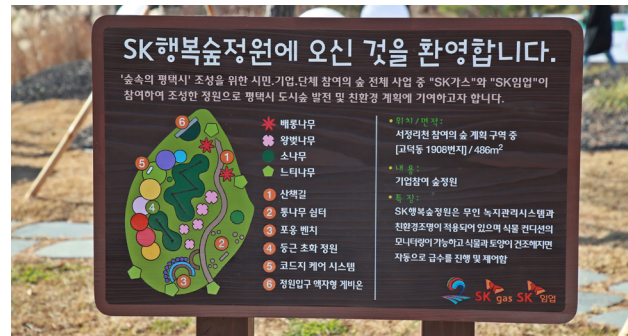 SK행복숲정원에 오신 것을 환영합니다.
'숲속의 평택시' 조성을 위한 시민.기업.단체 참여의 숲 전체 사업 중 "SK가스"와 "SK임업"이
참여하여 조성한 정원으로 평택시 도시숲 발전 및 친환경 계획에 기여하고자 합니다.
6
5
1
4
2
3
배롱나무
왕벚나무
소나무
느티나무
1 산책길
2 통나무 쉼터
3 포옹 벤치
4 둥근 초화 정원
5 코드지 케어 시스템
6 정원입구 액자형 게비온
• 위치/면적:
서정리천 참여의 숲 계획 구역 중
[고덕동 1908번지] / 486m²
• 내용:
기업참여 숲정원
• 특징:
SK행복숲정원은 무인 녹지관리시스템과
친환경조명이 적용되어 있으며 식물 컨디션의
모니터링이 가능하고 식물과 토양이 건조해지면
자동으로 급수를 진행 및 제어함
SK gas SK 임업